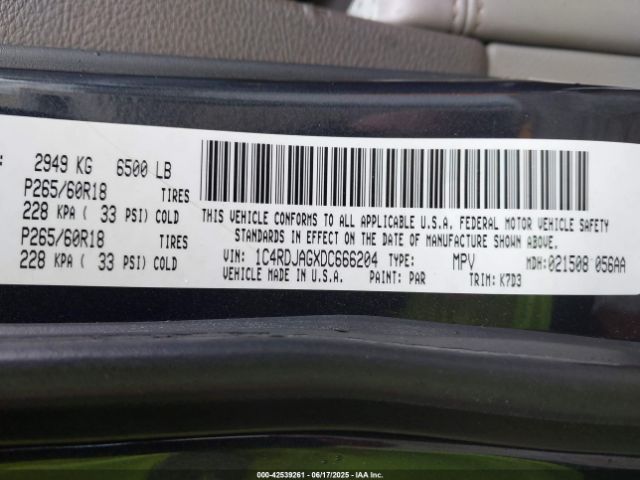 2949 KG 6500 LB
P265/60R18 TIRES
228 KPA ( 33 PSI) COLD
P265/60R18 TIRES
228 KPA ( 33 PSI) COLD
THIS VEHICLE CONFORMS TO ALL APPLICABLE U.S.A. FEDERAL MOTOR VEHICLE SAFETY
STANDARDS IN EFFECT ON THE DATE OF MANUFACTURE SHOWN ABOVE.
VIN: 1C4RDJAGXDC666204 TYPE: MPV MDH: 021508 056AA
VEHICLE MADE IN U.S.A. PAINT: PAR TRIM: K7D3
000-42539261 - 06/17/2025 - IAA Inc.